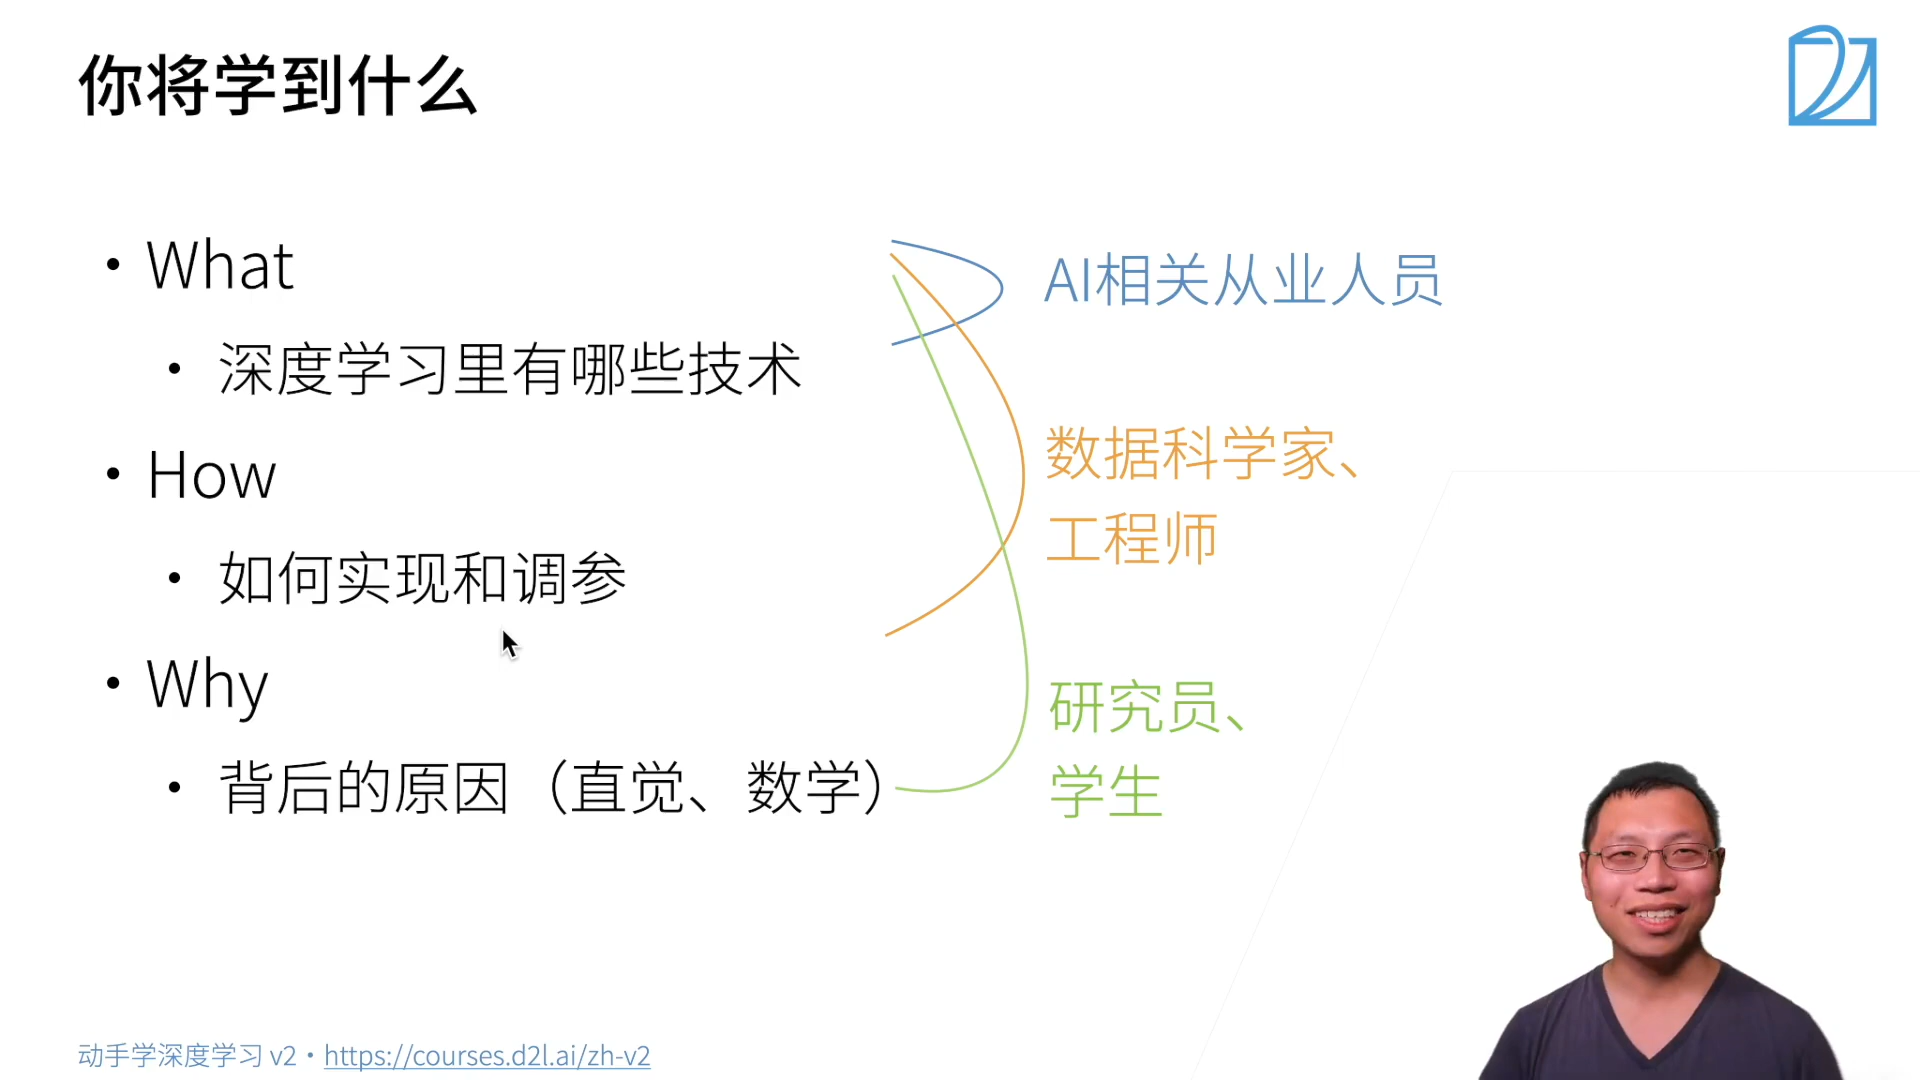 你将学到什么
• What
• 深度学习里有哪些技术
• How
• 如何实现和调参
• Why
• 背后的原因（直觉、数学）
AI相关从业人员
数据科学家、
工程师
研究员、
学生
动手学深度学习 v2 • https://courses.d2l.ai/zh-v2